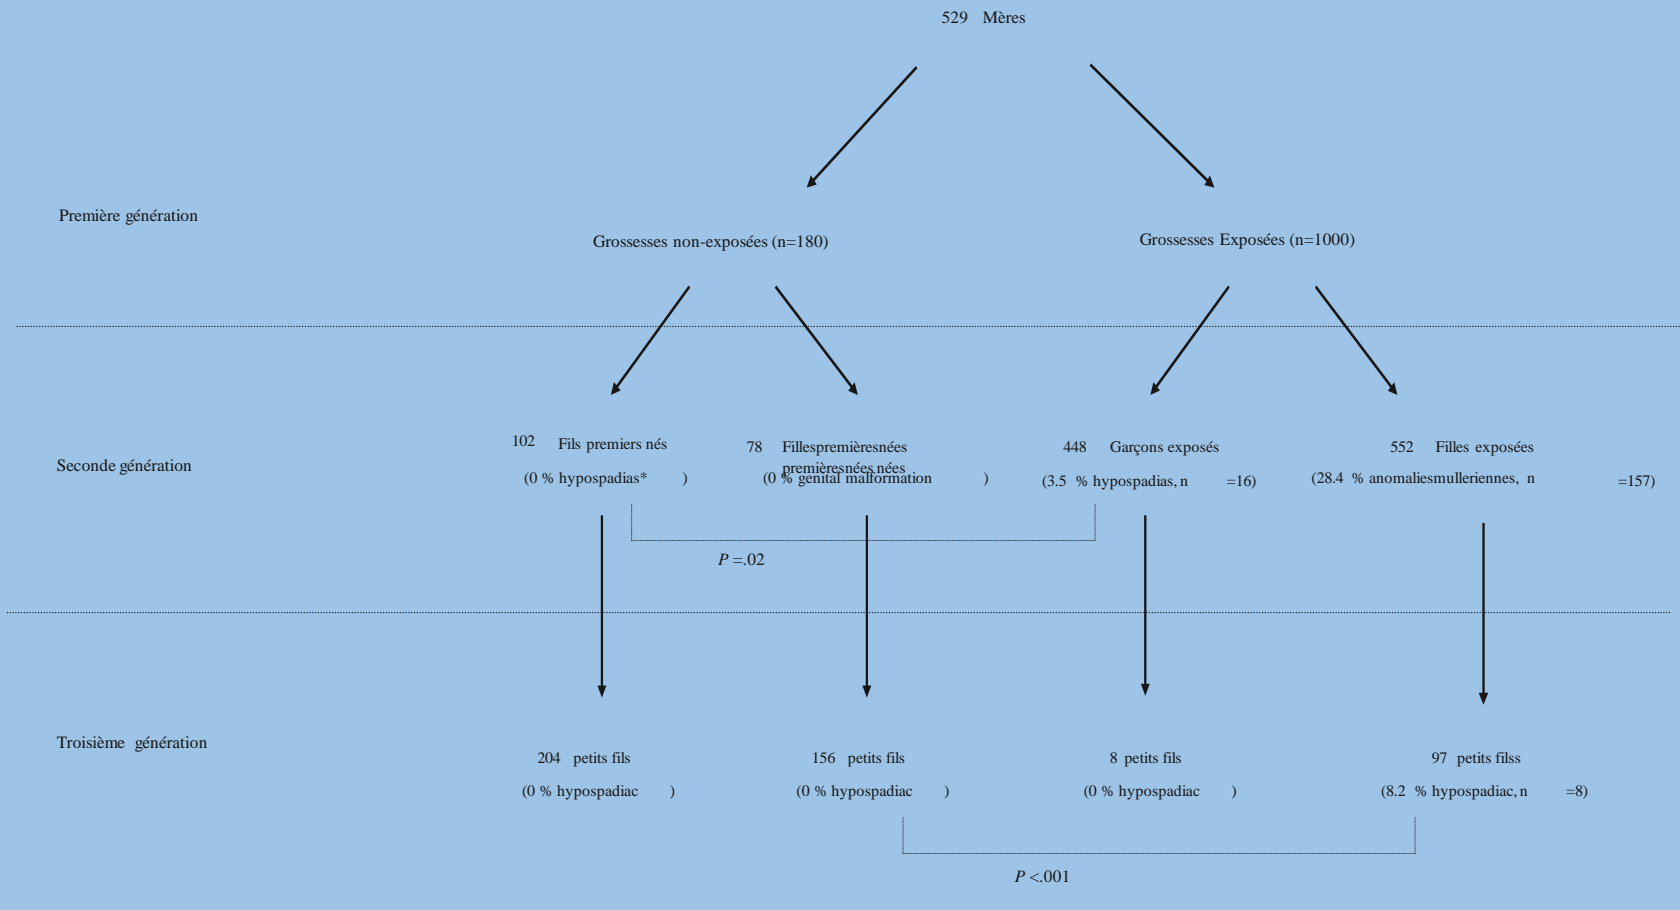 529 Mères
Première génération
Grossesses non-exposées (n=180)
Grossesses Exposées (n=1000)
Seconde génération
102 Fils premiers nés
(0 % hypospadias* )
78 Fillespremièresnées
premièresnées nées
(0 % genital malformation )
448 Garçons exposés
(3.5 % hypospadias, n =16)
552 Filles exposées
(28.4 % anomaliesmulleriennes, n =157)
P =.02
Troisième génération
204 petits fils
(0 % hypospadiac )
156 petits fils
(0 % hypospadiac )
8 petits fils
(0 % hypospadiac )
97 petits filss
(8.2 % hypospadiac, n =8)
P <.001